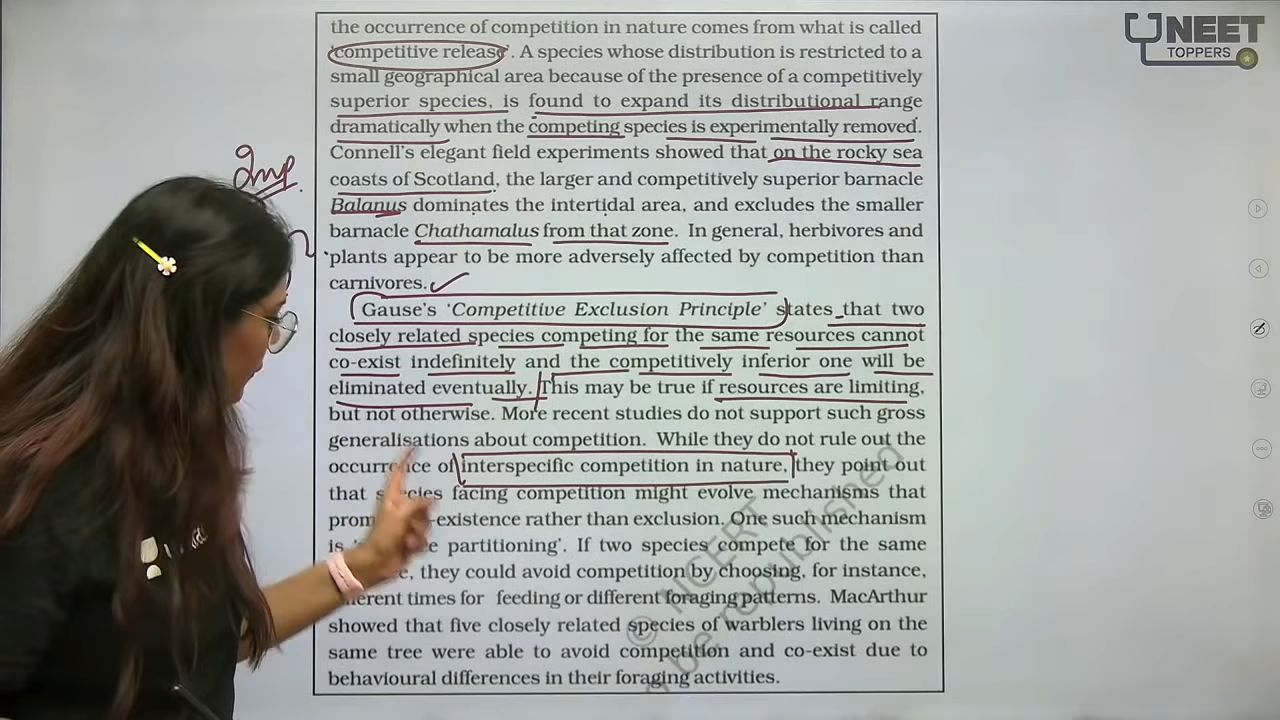 the occurrence of competition in nature comes from what is called
'competitive release'. A species whose distribution is restricted to a
small geographical area because of the presence of a competitively
superior species, is found to expand its distributional range
dramatically when the competing species is experimentally removed.
Connell's elegant field experiments showed that on the rocky sea
coasts of Scotland, the larger and competitively superior barnacle
Balanus dominates the intertidal area, and excludes the smaller
barnacle Chathamalus from that zone. In general, herbivores and
plants appear to be more adversely affected by competition than
carnivores.
Gause's 'Competitive Exclusion Principle' states that two
closely related species competing for the same resources cannot
co-exist indefinitely and the competitively inferior one will be
eliminated eventually. This may be true if resources are limiting,
but not otherwise. More recent studies do not support such gross
generalisations about competition. While they do not rule out the
occurrence of interspecific competition in nature, they point out
that species facing competition might evolve mechanisms that
prom -existence rather than exclusion. One such mechanism
is partitioning'. If two species compete for the same
they could avoid competition by choosing, for instance,
times for feeding or different foraging patterns. MacArthur
showed that five closely related species of warblers living on the
same tree were able to avoid competition and co-exist due to
behavioural differences in their foraging activities.
© NCERT
be republished
Imp.
NEET
TOPPERS